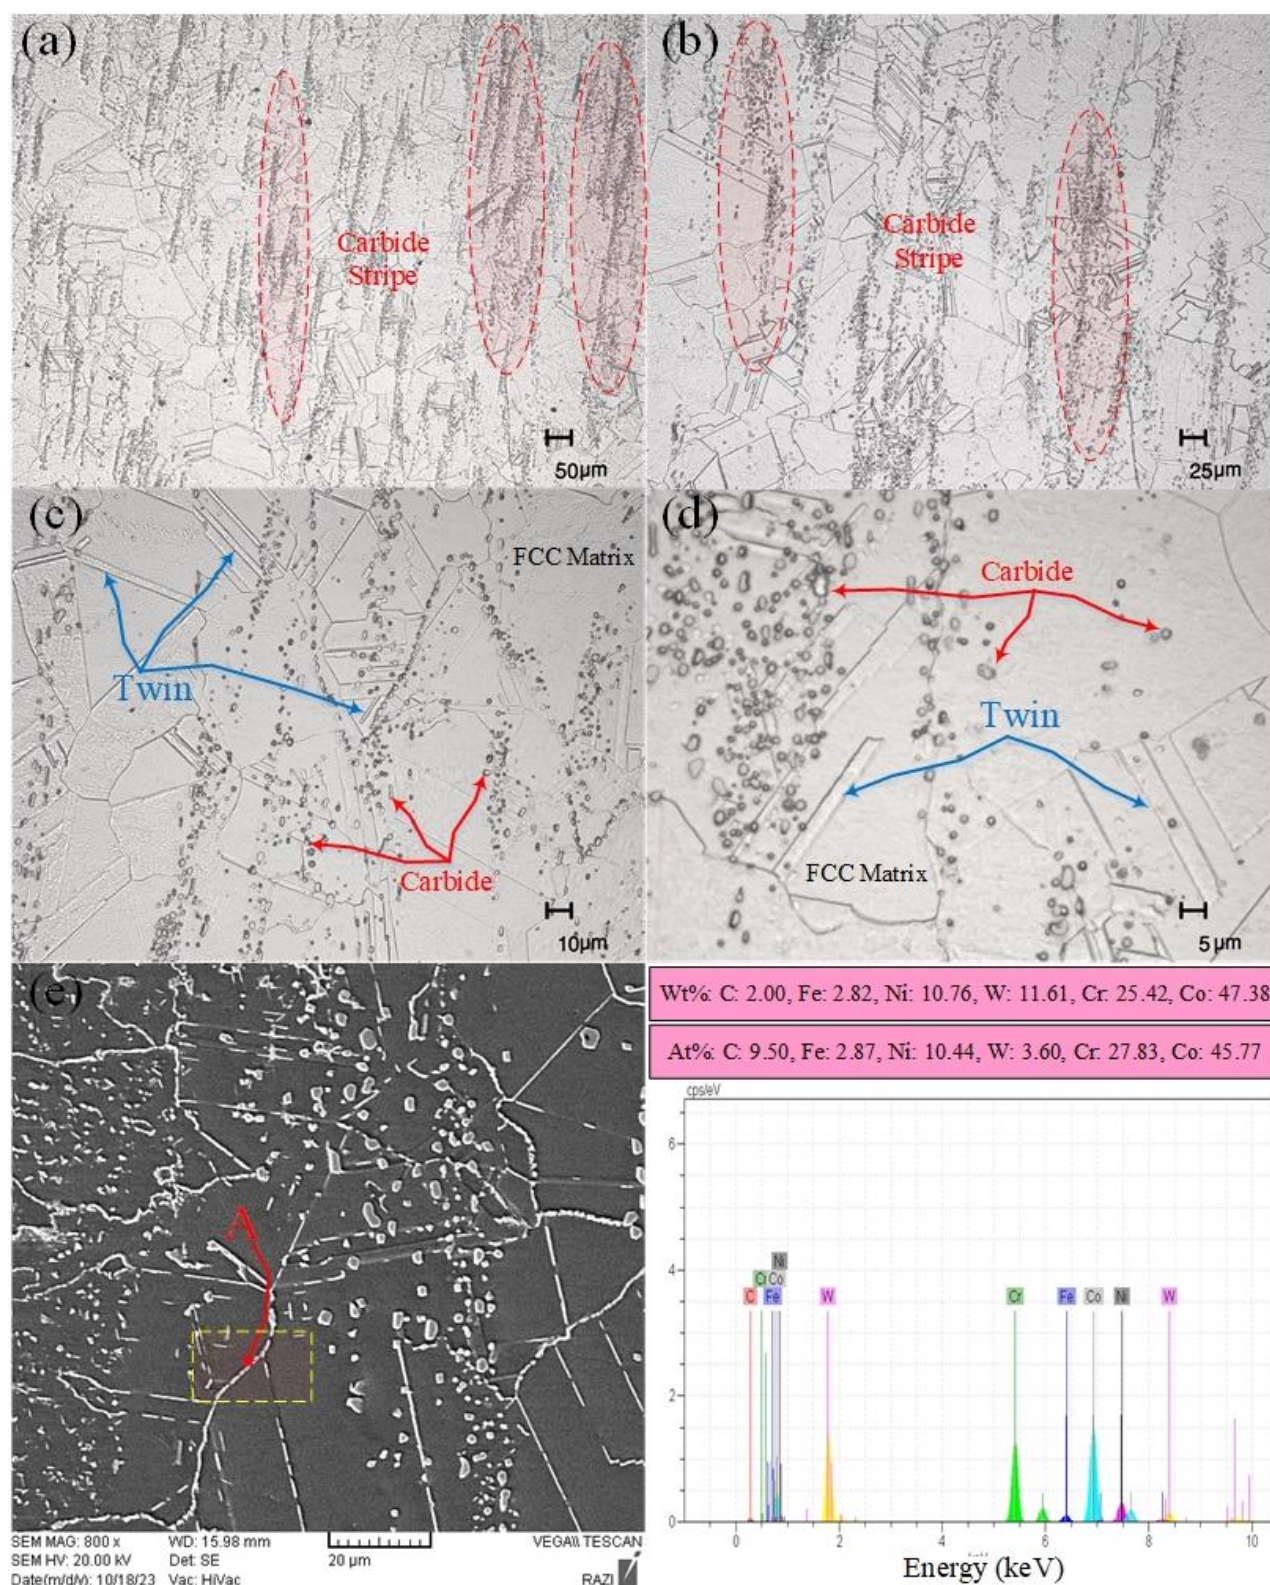 (a)
Carbide
Stripe
50μm
(b)
Carbide
Stripe
25μm
(c)
FCC Matrix
Twin
Carbide
10μm
(d)
Carbide
Twin
FCC Matrix
5μm
(e)
A
SEM MAG: 800 x
WD: 15.98 mm
VEGA\\ TESCAN
SEM HV: 20.00 kV
Det: SE
20 μm
Date(m/d/y): 10/18/23
Vac: HiVac
RAZI
Wt%: C: 2.00, Fe: 2.82, Ni: 10.76, W: 11.61, Cr: 25.42, Co: 47.38
At%: C: 9.50, Fe: 2.87, Ni: 10.44, W: 3.60, Cr: 27.83, Co: 45.77
cps/eV
6
4
2
0
Ni
Co
C
Fe
W
Cr
Fe
Co
Ni
W
0 2 4 6 8 10
Energy (keV)